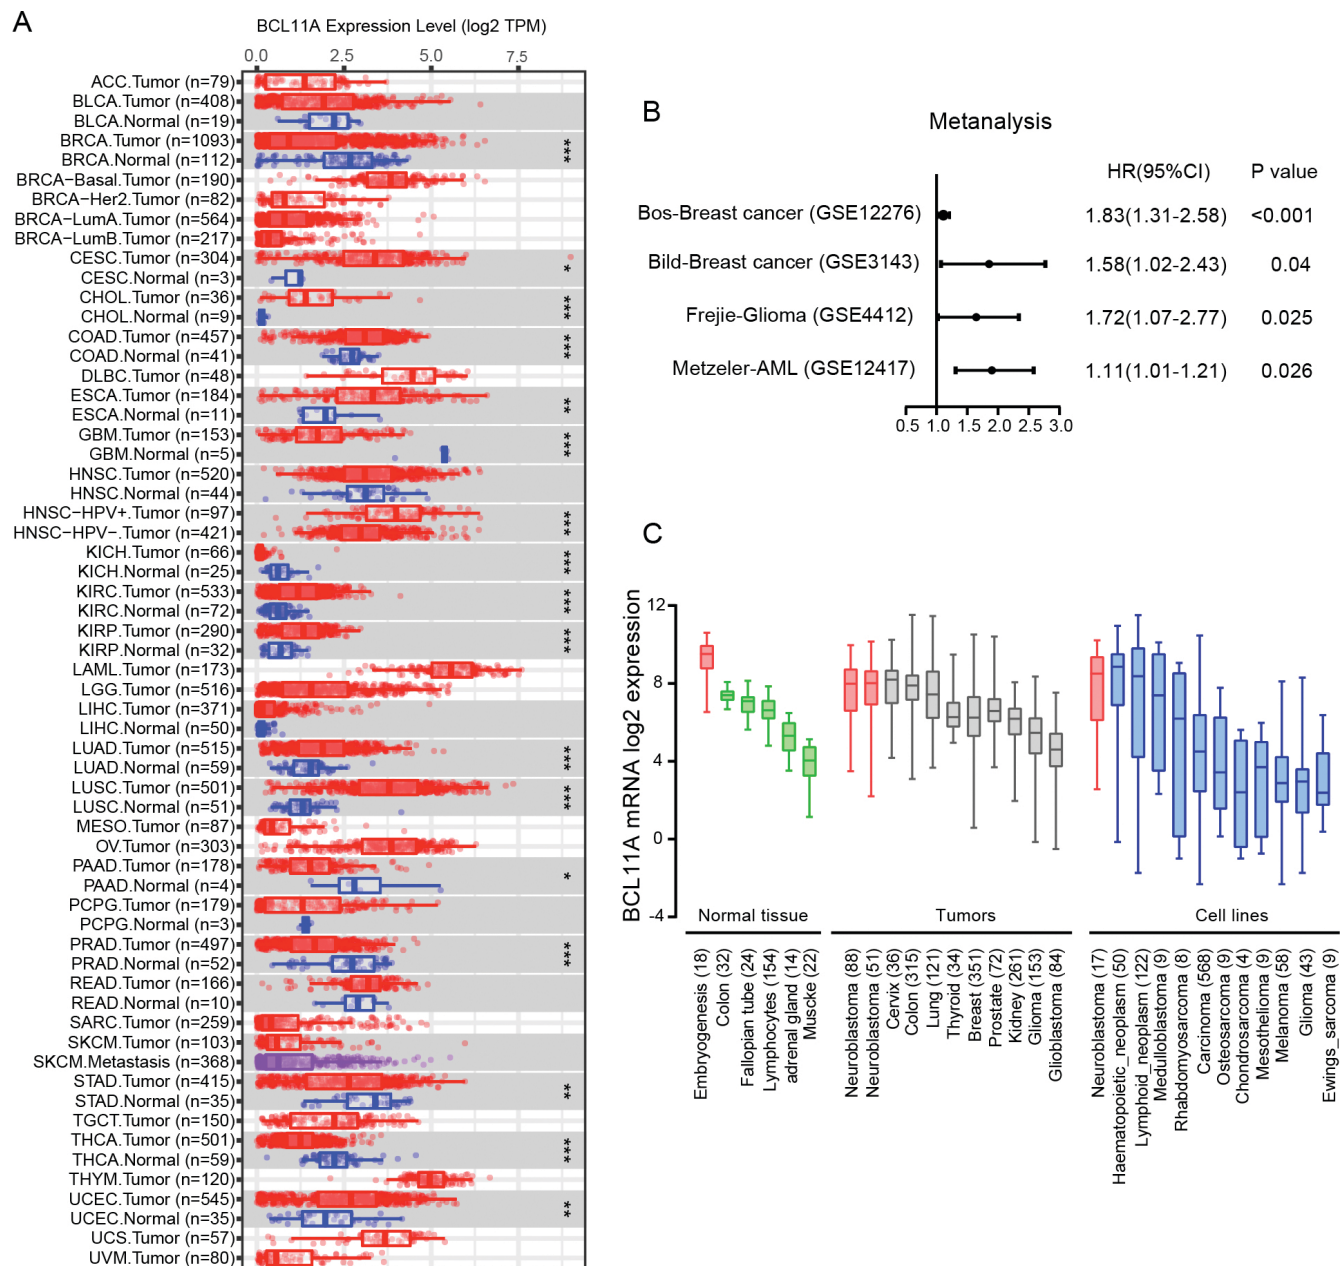 A
BCL11A Expression Level (log2 TPM)
0.0 2.5 5.0 7.5
ACC.Tumor (n=79)
BLCA.Tumor (n=408)
BLCA.Normal (n=19)
BRCA.Tumor (n=1093)
***
BRCA.Normal (n=112)
BRCA−Basal.Tumor (n=190)
BRCA−Her2.Tumor (n=82)
BRCA−LumA.Tumor (n=564)
BRCA−LumB.Tumor (n=217)
CESC.Tumor (n=304)
*
CESC.Normal (n=3)
CHOL.Tumor (n=36)
***
CHOL.Normal (n=9)
COAD.Tumor (n=457)
***
COAD.Normal (n=41)
DLBC.Tumor (n=48)
ESCA.Tumor (n=184)
**
ESCA.Normal (n=11)
GBM.Tumor (n=153)
***
GBM.Normal (n=5)
HNSC.Tumor (n=520)
HNSC.Normal (n=44)
HNSC−HPV+.Tumor (n=97)
***
HNSC−HPV−.Tumor (n=421)
KICH.Tumor (n=66)
***
KICH.Normal (n=25)
KIRC.Tumor (n=533)
***
KIRC.Normal (n=72)
KIRP.Tumor (n=290)
***
KIRP.Normal (n=32)
LAML.Tumor (n=173)
LGG.Tumor (n=516)
LIHC.Tumor (n=371)
LIHC.Normal (n=50)
LUAD.Tumor (n=515)
***
LUAD.Normal (n=59)
LUSC.Tumor (n=501)
***
LUSC.Normal (n=51)
MESO.Tumor (n=87)
OV.Tumor (n=303)
PAAD.Tumor (n=178)
*
PAAD.Normal (n=4)
PCPG.Tumor (n=179)
PCPG.Normal (n=3)
PRAD.Tumor (n=497)
***
PRAD.Normal (n=52)
READ.Tumor (n=166)
READ.Normal (n=10)
SARC.Tumor (n=259)
SKCM.Tumor (n=103)
SKCM.Metastasis (n=368)
STAD.Tumor (n=415)
**
STAD.Normal (n=35)
TGCT.Tumor (n=150)
THCA.Tumor (n=501)
***
THCA.Normal (n=59)
THYM.Tumor (n=120)
UCEC.Tumor (n=545)
**
UCEC.Normal (n=35)
UCS.Tumor (n=57)
UVM.Tumor (n=80)
B
Metanalysis
HR(95%CI) P value
Bos-Breast cancer (GSE12276) 1.83(1.31-2.58) <0.001
Bild-Breast cancer (GSE3143) 1.58(1.02-2.43) 0.04
Frejie-Glioma (GSE4412) 1.72(1.07-2.77) 0.025
Metzeler-AML (GSE12417) 1.11(1.01-1.21) 0.026
0.5 1.0 1.5 2.0 2.5 3.0
C
BCL11A mRNA log2 expression
12
8
4
0
-4
Normal tissue Tumors Cell lines
Embryogenesis (18)
Colon (32)
Fallopian tube (24)
Lymphocytes (154)
adrenal gland (14)
Muscke (22)
Neuroblastoma (88)
Neuroblastoma (51)
Cervix (36)
Colon (315)
Lung (121)
Thyroid (34)
Breast (351)
Prostate (72)
Kidney (261)
Glioma (153)
Glioblastoma (84)
Neuroblastoma (17)
Haematopoietic_neoplasm (50)
Lymphoid_neoplasm (122)
Medulloblastoma (9)
Rhabdomyosarcoma (8)
Carcinoma (568)
Osteosarcoma (9)
Chondrosarcoma (4)
Mesothelioma (9)
Melanoma (58)
Glioma (43)
Ewings_sarcoma (9)